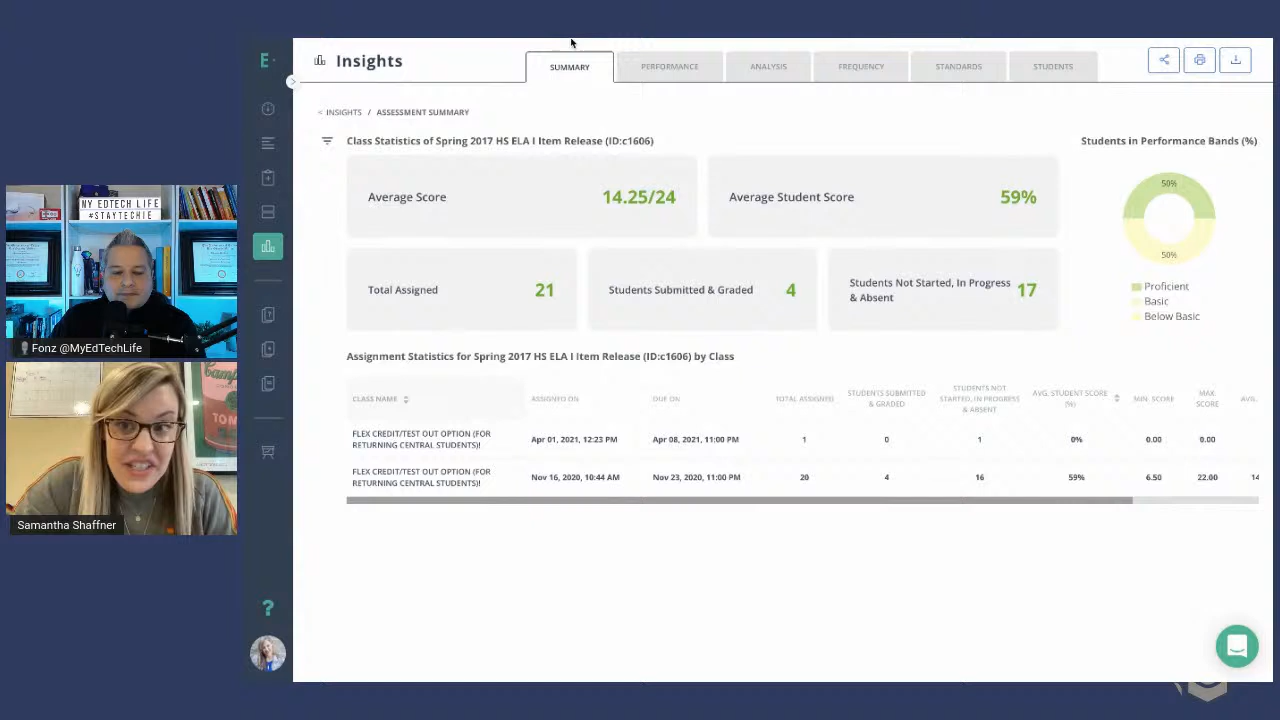 E·
Insights
SUMMARY
PERFORMANCE
ANALYSIS
FREQUENCY
STANDARDS
STUDENTS
< INSIGHTS / ASSESSMENT SUMMARY
Class Statistics of Spring 2017 HS ELA I Item Release (ID:c1606)
Students in Performance Bands (%)
Average Score
14.25/24
Average Student Score
59%
50%
50%
Total Assigned
21
Students Submitted & Graded
4
Students Not Started, In Progress
& Absent
17
Proficient
Basic
Below Basic
Assignment Statistics for Spring 2017 HS ELA I Item Release (ID:c1606) by Class
CLASS NAME
ASSIGNED ON
DUE ON
TOTAL ASSIGNED
STUDENTS SUBMITTED
& GRADED
STUDENTS NOT
STARTED, IN PROGRESS
& ABSENT
AVG. STUDENT SCORE
(%)
MIN. SCORE
MAX.
SCORE
AVG.
FLEX CREDIT/TEST OUT OPTION (FOR
RETURNING CENTRAL STUDENTS)!
Apr 01, 2021, 12:23 PM
Apr 08, 2021, 11:00 PM
1
0
1
0%
0.00
0.00
FLEX CREDIT/TEST OUT OPTION (FOR
RETURNING CENTRAL STUDENTS)!
Nov 16, 2020, 10:44 AM
Nov 23, 2020, 11:00 PM
20
4
16
59%
6.50
22.00
14
?
MY EDTECH LIFE
#STAYTECHIE
Fonz @MyEdTechLife
Campb
TOM
Samantha Shaffner